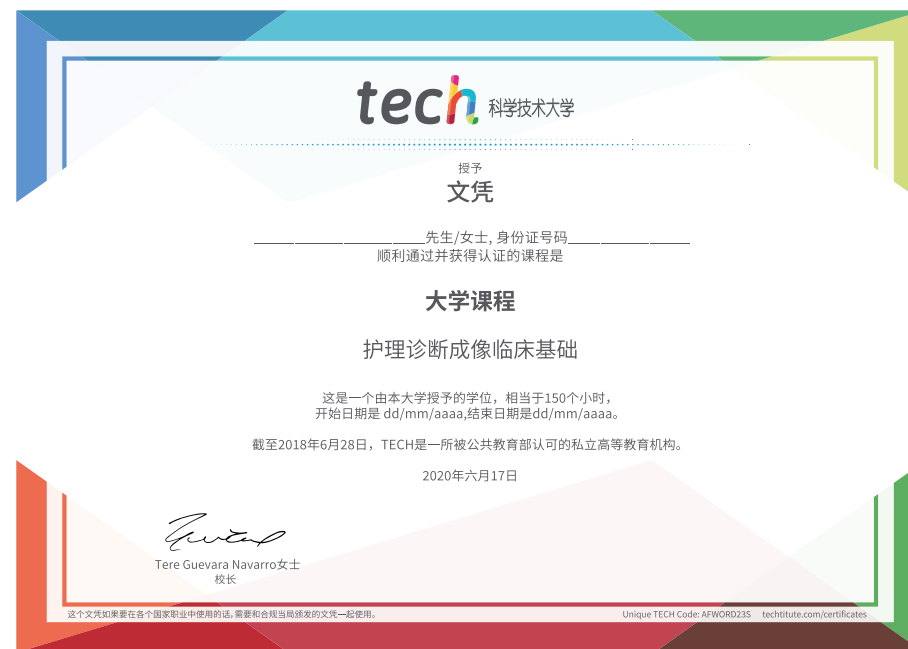 tech 科学技术大学
授予
文凭
先生/女士, 身份证号码
顺利通过并获得认证的课程是
大学课程
护理诊断成像临床基础
这是一个由本大学授予的学位，相当于150个小时，
开始日期是 dd/mm/aaaa,结束日期是dd/mm/aaaa。
截至2018年6月28日，TECH是一所被公共教育部认可的私立高等教育机构。
2020年六月17日
Tere Guevara Navarro女士
校长
这个文凭如果要在各个国家职业中使用的话,需要和合规当局颁发的文凭一起使用。
Unique TECH Code: AFWORD23S techtitute.com/certificates